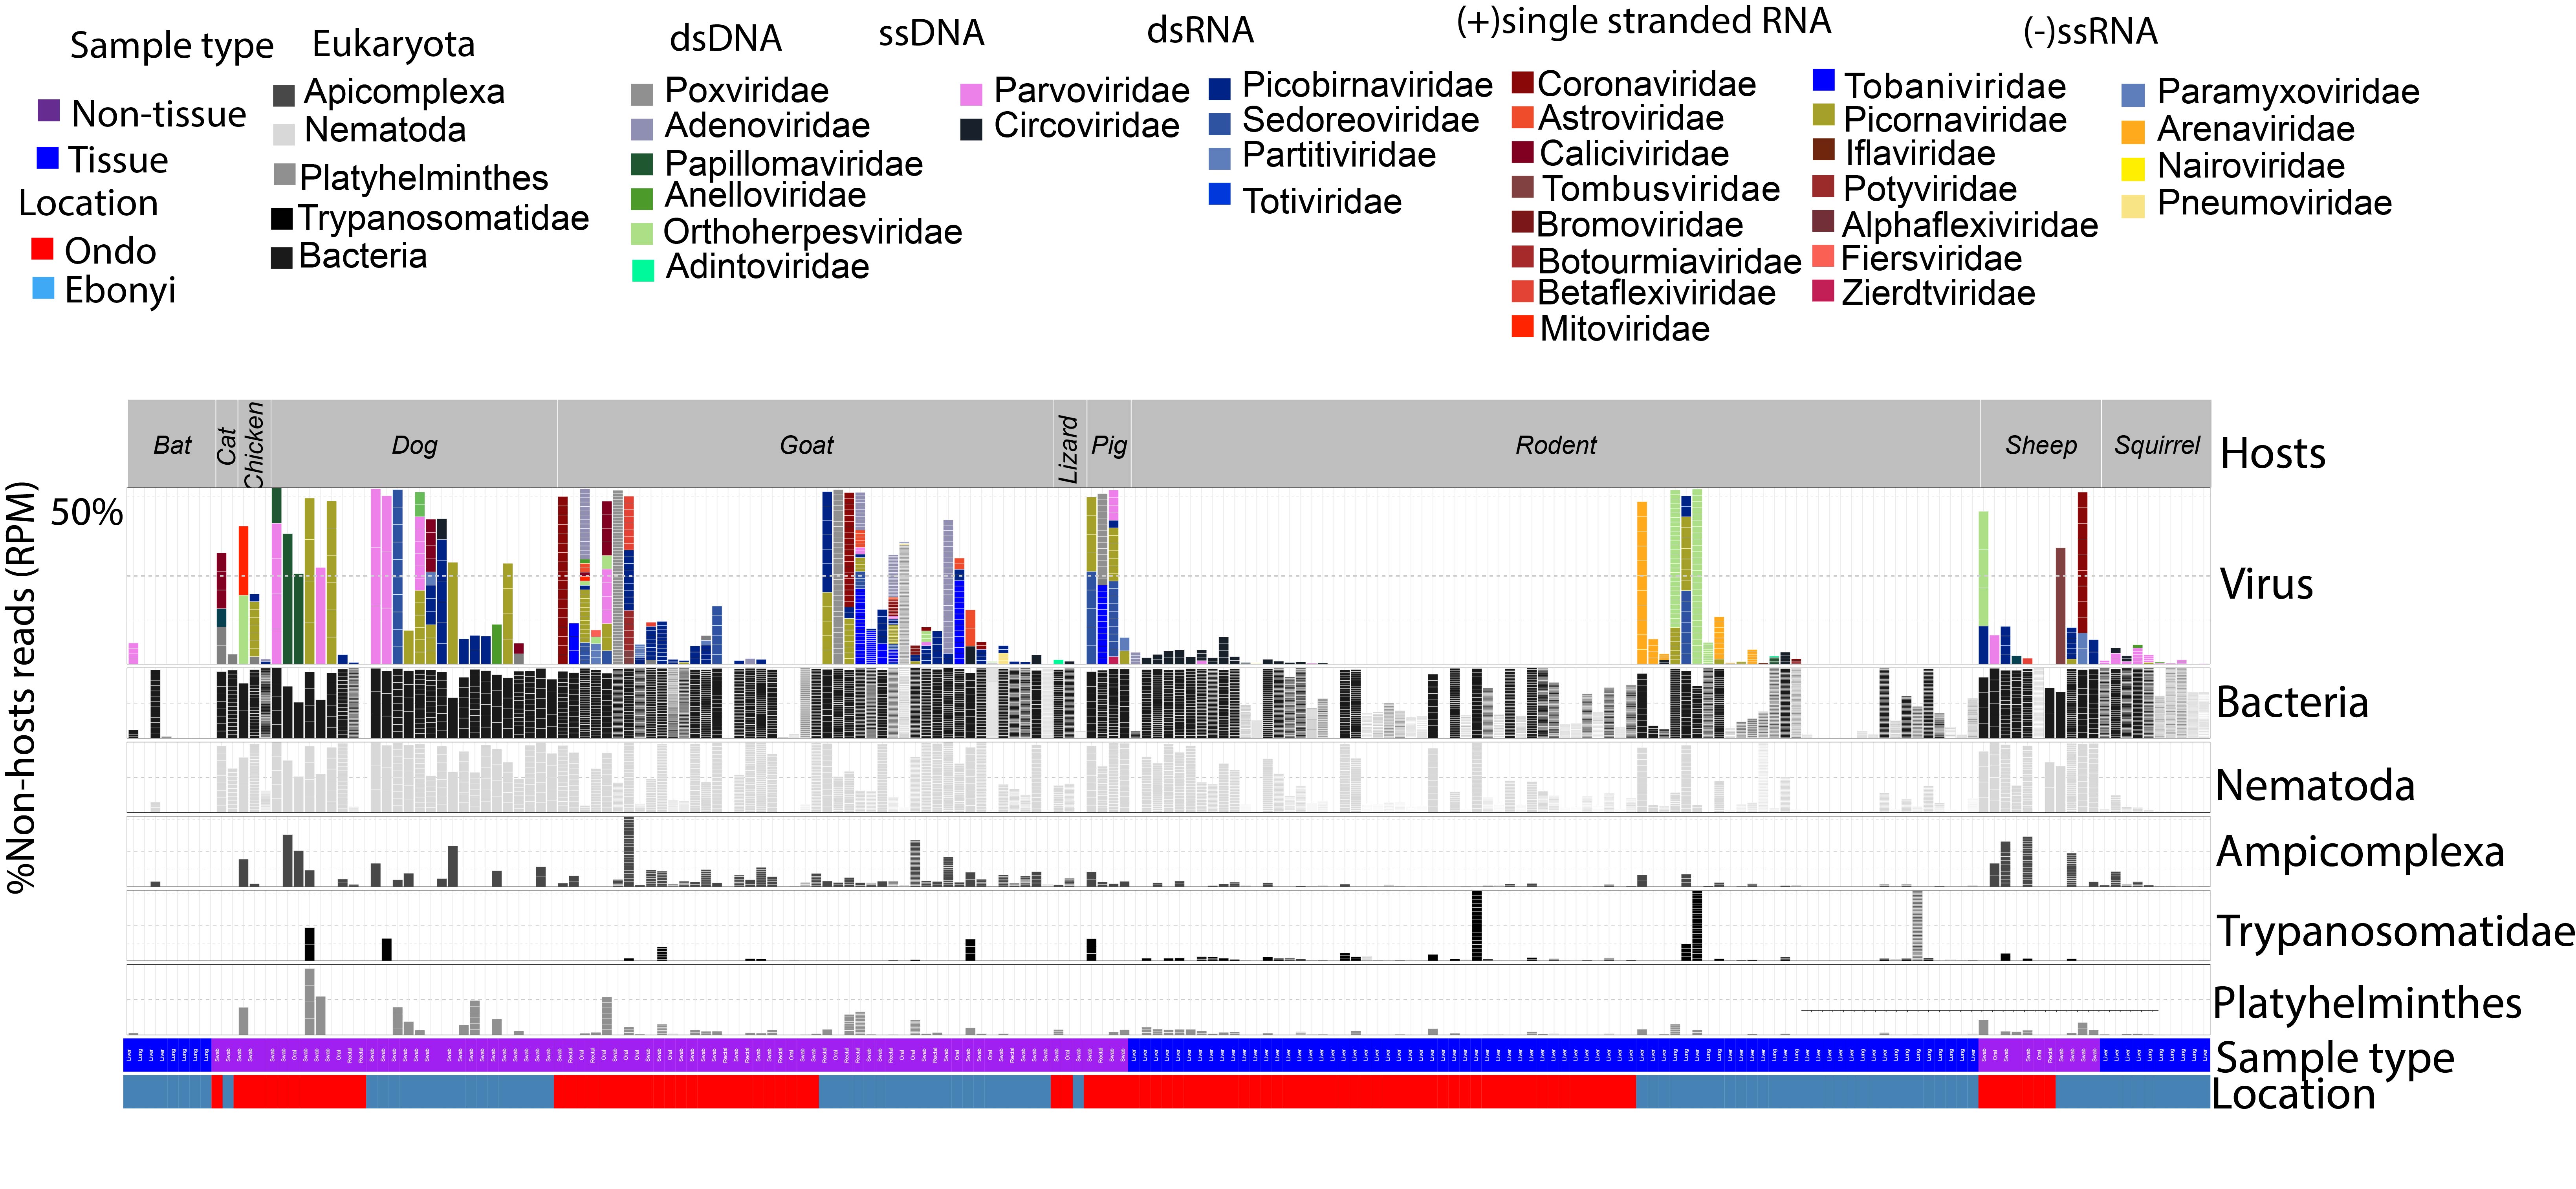 Sample type
Non-tissue
Tissue
Location
Ondo
Ebonyi
Eukaryota
Apicomplexa
Nematoda
Platyhelminthes
Trypanosomatidae
Bacteria
dsDNA
Poxviridae
Adenoviridae
Papillomaviridae
Anelloviridae
Orthoherpesviridae
Adintoviridae
ssDNA
Parvoviridae
Circoviridae
dsRNA
Picobirnaviridae
Sedoreoviridae
Partitiviridae
Totiviridae
(+)single stranded RNA
Coronaviridae
Astroviridae
Caliciviridae
Tombusviridae
Bromoviridae
Botourmiaviridae
Betaflexiviridae
Mitoviridae
Tobaniviridae
Picornaviridae
Iflaviridae
Potyviridae
Alphaflexiviridae
Fiersviridae
Zierdtviridae
(-)ssRNA
Paramyxoviridae
Arenaviridae
Nairoviridae
Pneumoviridae
Bat
Cat
Chicken
Dog
Goat
Lizard
Pig
Rodent
Sheep
Squirrel
Hosts
50%
%Non-hosts reads (RPM)
Virus
Bacteria
Nematoda
Ampicomplexa
Trypanosomatidae
Platyhelminthes
Sample type
Location